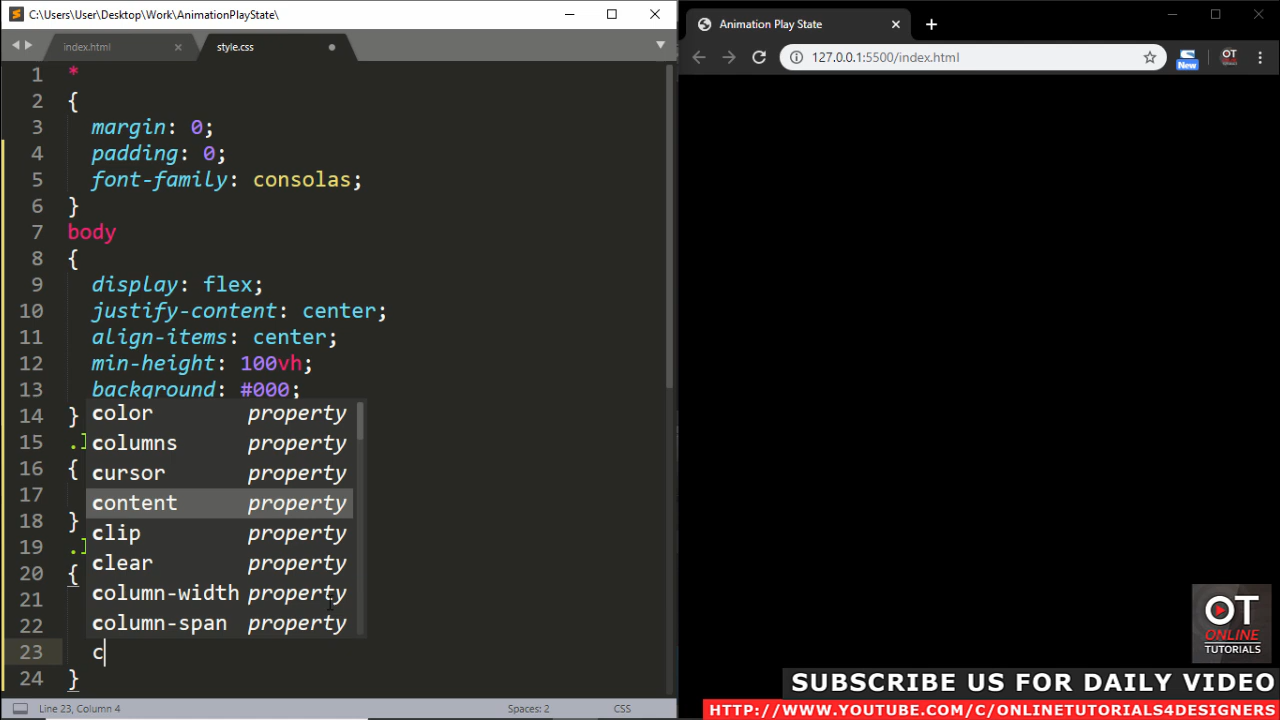 C:\Users\User\Desktop\Work\AnimationPlayState\
index.html
style.css
1 *
2 {
3 margin: 0;
4 padding: 0;
5 font-family: consolas;
6 }
7 body
8 {
9 display: flex;
10 justify-content: center;
11 align-items: center;
12 min-height: 100vh;
13 background: #000;
14 }
15 .
16 {
17
18 }
19 .
20 {
21
22
23 c
24 }
color property
columns property
cursor property
content property
clip property
clear property
column-width property
column-span property
Line 23, Column 4
Spaces: 2
CSS
Animation Play State
127.0.0.1:5500/index.html
New
OT
OT
ONLINE
TUTORIALS
SUBSCRIBE US FOR DAILY VIDEO
HTTP://WWW.YOUTUBE.COM/C/ONLINETUTORIALS4DESIGNERS